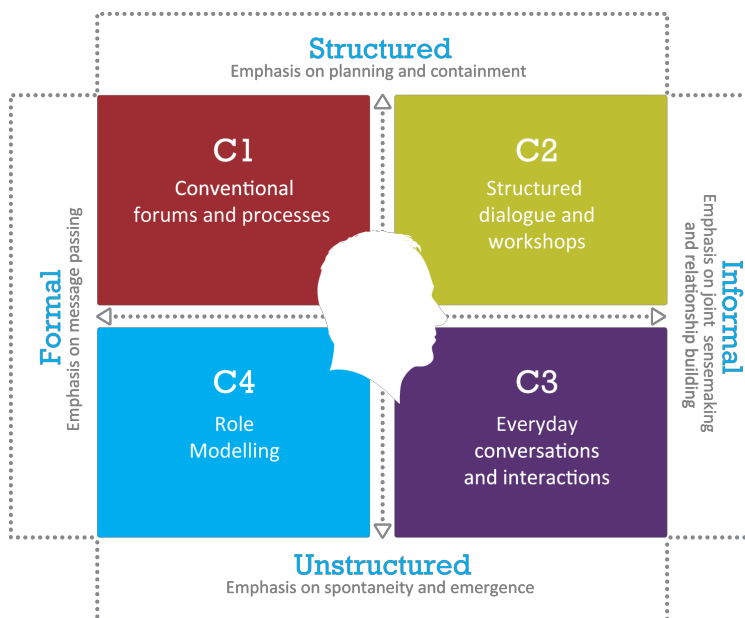 Structured
Emphasis on planning and containment
Formal
Emphasis on message passing
C1
Conventional
forums and processes
C2
Structured
dialogue and
workshops
Informal
Emphasis on joint sensemaking
and relationship building
C4
Role
Modelling
C3
Everyday
conversations
and interactions
Unstructured
Emphasis on spontaneity and emergence